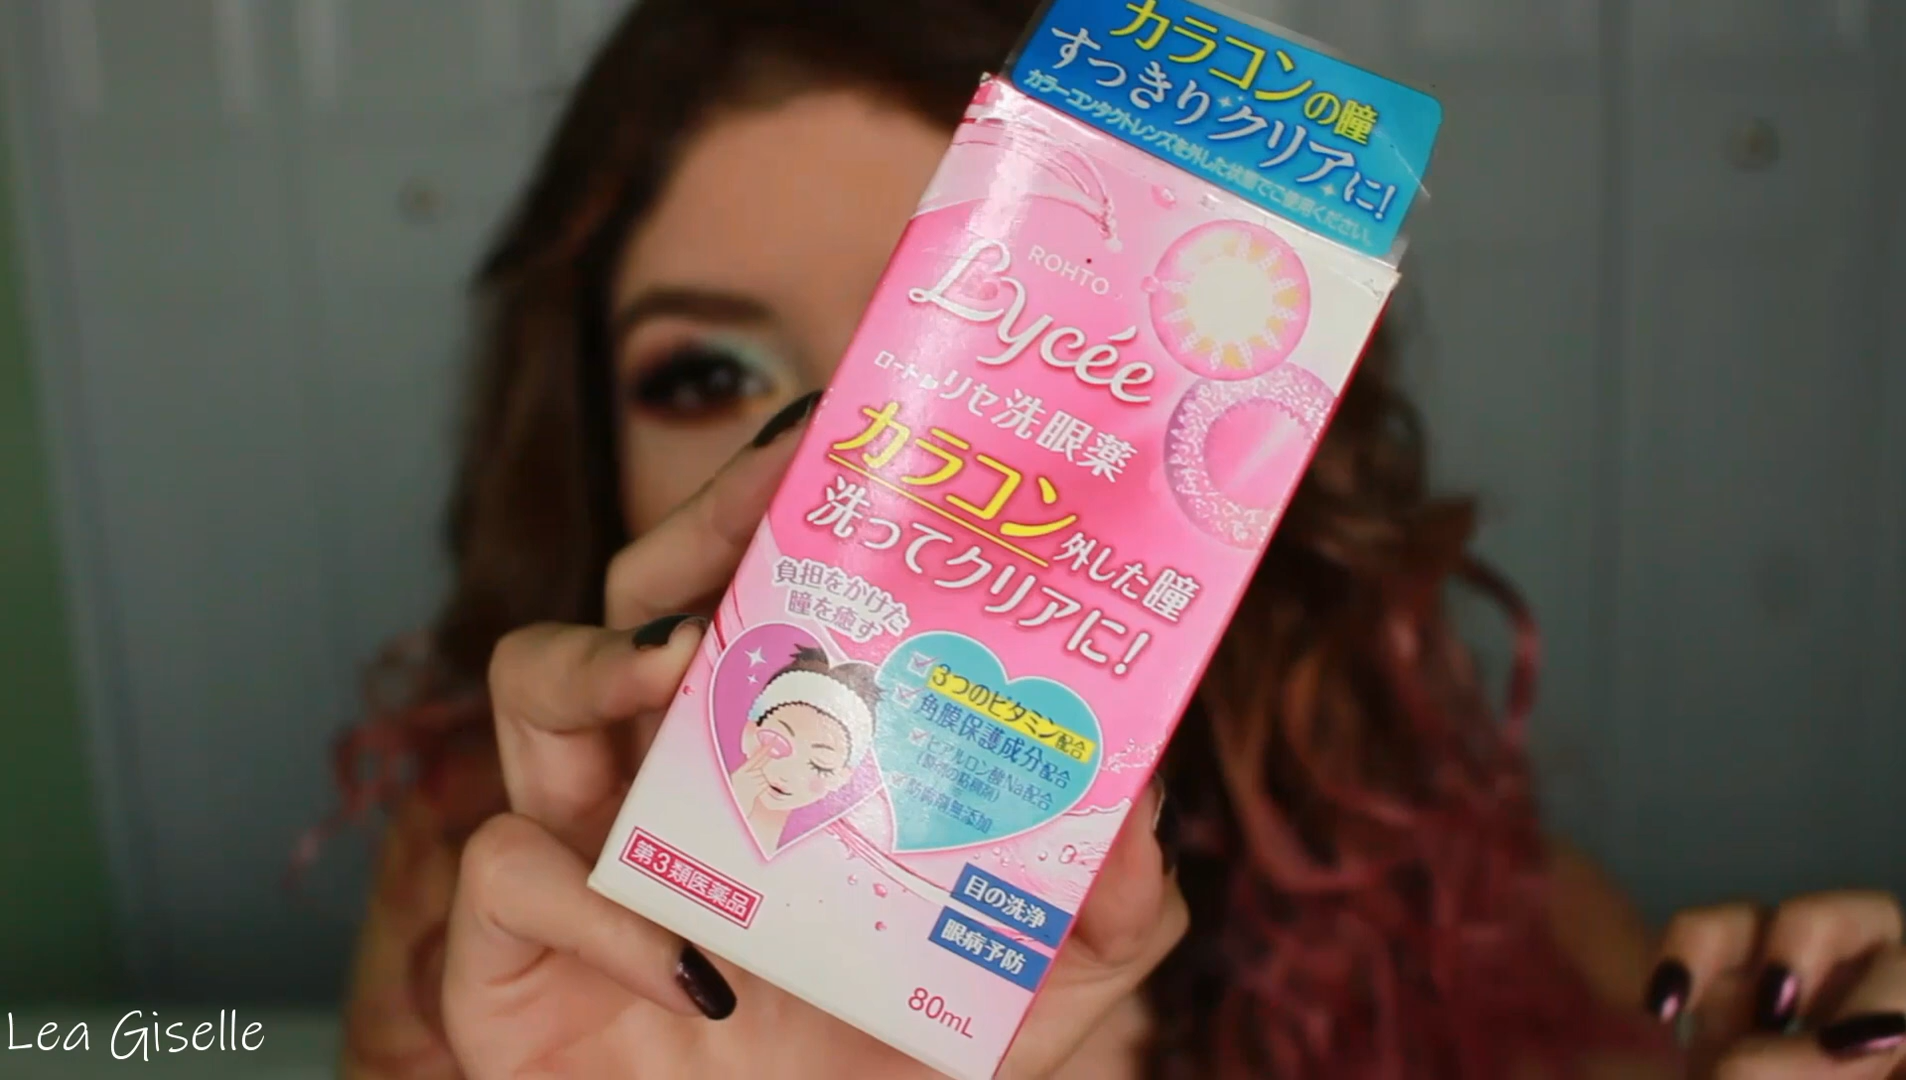 カラコンの瞳
すっきりクリアに!
カラーコンタクトレンズを外した状態でご使用ください。
ROHTO
Lycée
ロート リセ洗眼薬
カラコン外した瞳
洗ってクリアに!
負担をかけた
瞳を癒す
3つのビタミン配合
角膜保護成分配合
ヒアルロン酸Na配合
防腐剤無添加
第3類医薬品
目の洗浄
眼病予防
80mL
Lea Giselle